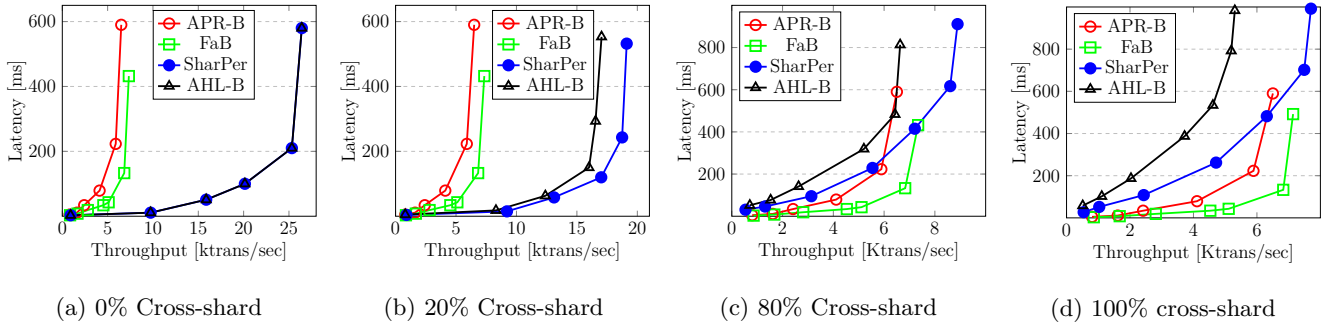 600
400
200
Latency [ms]
APR-B
FaB
SharPer
AHL-B
0 5 10 15 20 25
Throughput [ktrans/sec]
(a) 0% Cross-shard
600
400
200
Latency [ms]
APR-B
FaB
SharPer
AHL-B
0 5 10 15 20
Throughput [ktrans/sec]
(b) 20% Cross-shard
800
600
400
200
0
Latency [ms]
APR-B
FaB
SharPer
AHL-B
0 2 4 6 8
Throughput [Ktrans/sec]
(c) 80% Cross-shard
800
600
400
200
0
Latency [ms]
APR-B
FaB
SharPer
AHL-B
0 2 4 6
Throughput [Ktrans/sec]
(d) 100% cross-shard